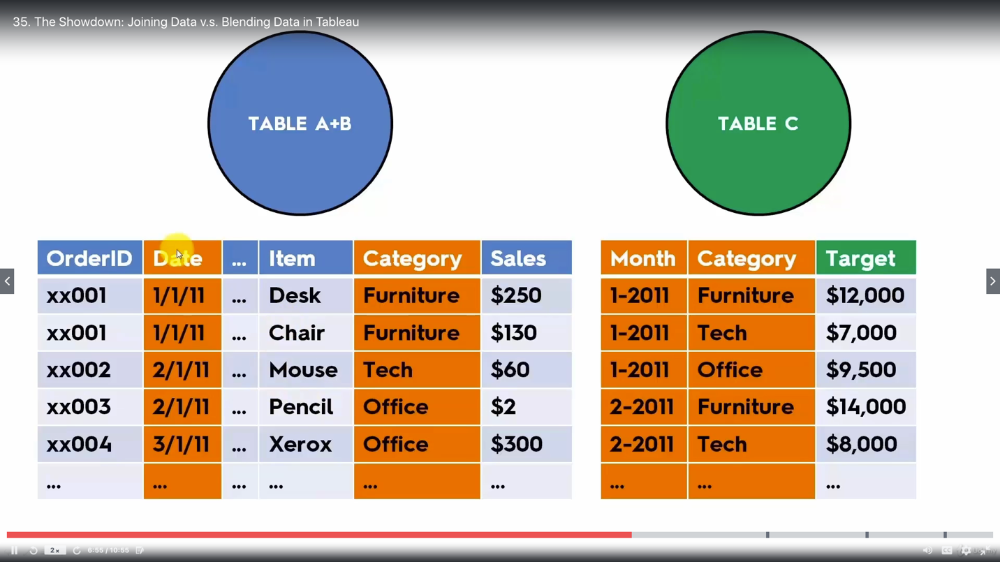 35. The Showdown: Joining Data v.s. Blending Data in Tableau
TABLE A+B
TABLE C
OrderID Date ... Item Category Sales
xx001 1/1/11 ... Desk Furniture $250
xx001 1/1/11 ... Chair Furniture $130
xx002 2/1/11 ... Mouse Tech $60
xx003 2/1/11 ... Pencil Office $2
xx004 3/1/11 ... Xerox Office $300
... ... ... ... ... ...
Month Category Target
1-2011 Furniture $12,000
1-2011 Tech $7,000
1-2011 Office $9,500
2-2011 Furniture $14,000
2-2011 Tech $8,000
... ... ...
2x 6:55 / 10:55 CC